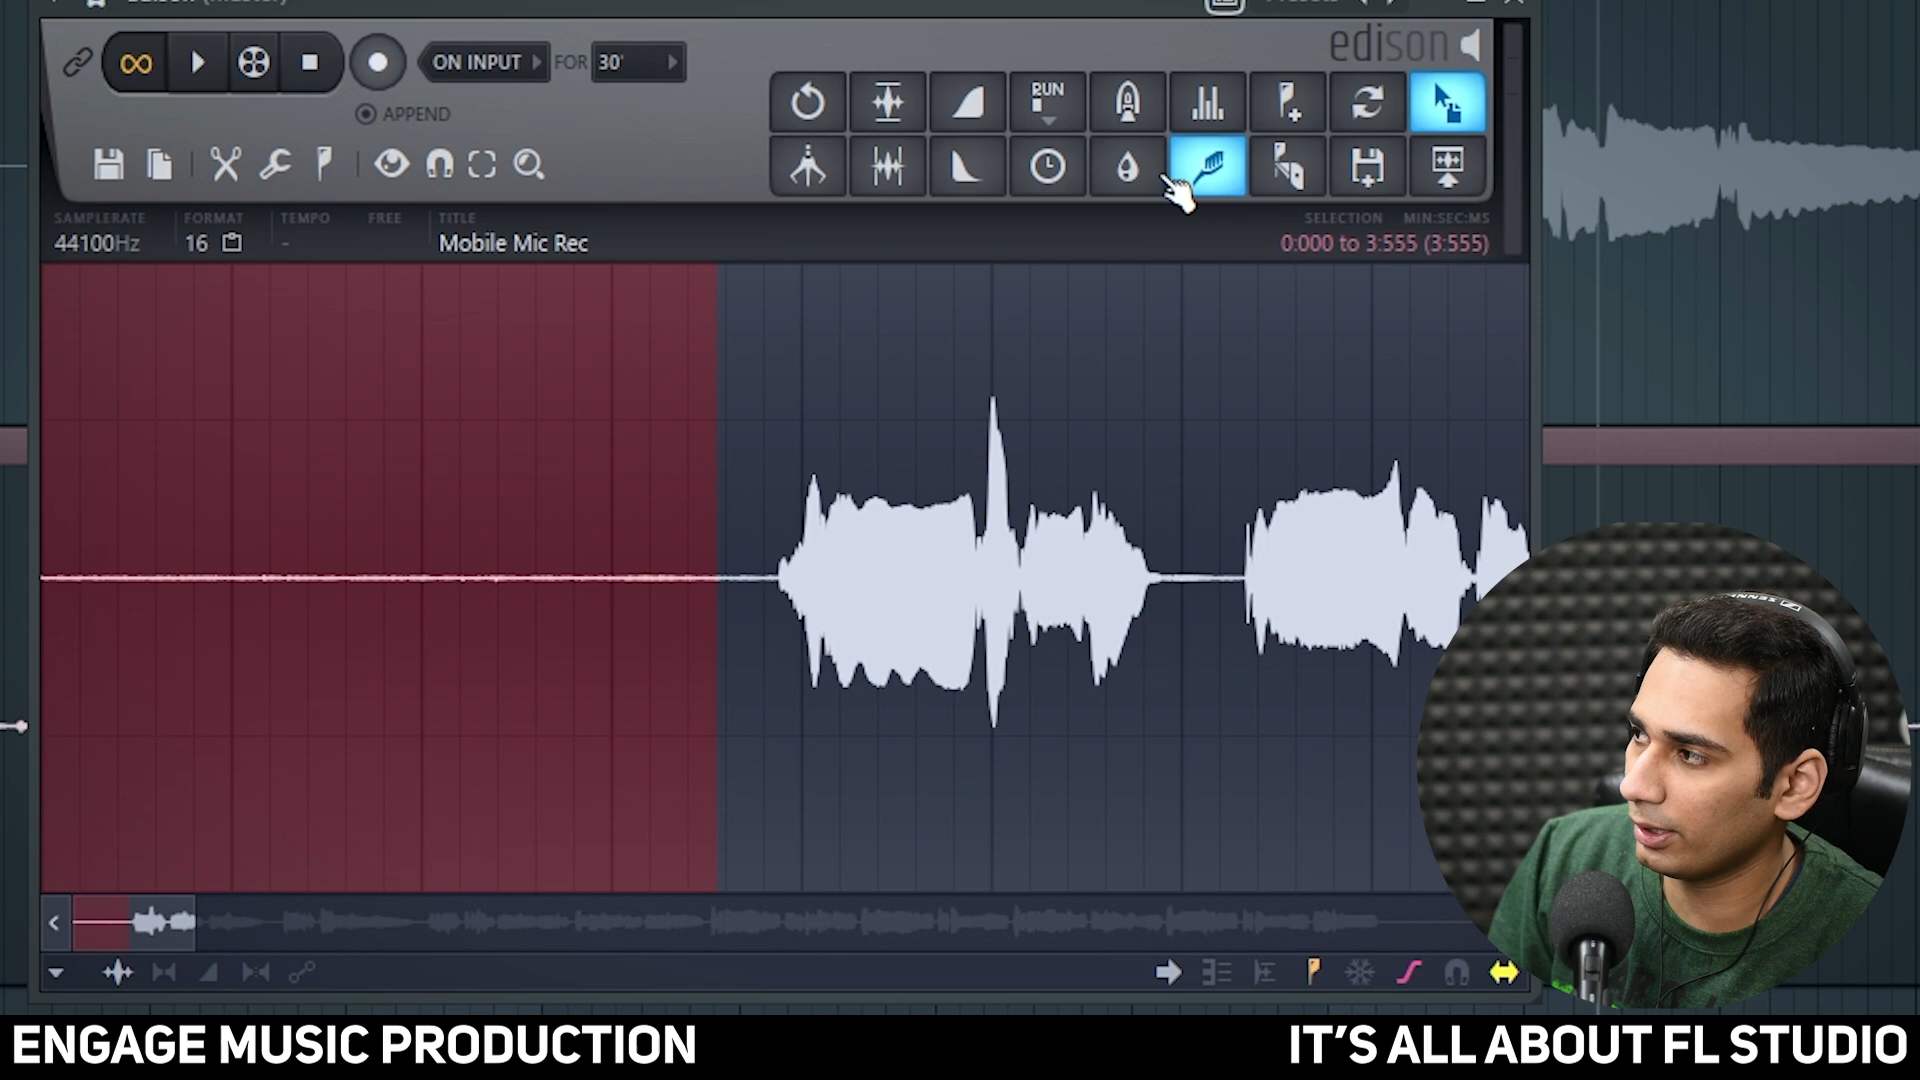 edison
ON INPUT FOR 30'
APPEND
RUN
SAMPLERATE FORMAT TEMPO FREE TITLE SELECTION MIN:SEC:MS
44100Hz 16 - Mobile Mic Rec 0:000 to 3:555 (3:555)
ENGAGE MUSIC PRODUCTION
IT'S ALL ABOUT FL STUDIO